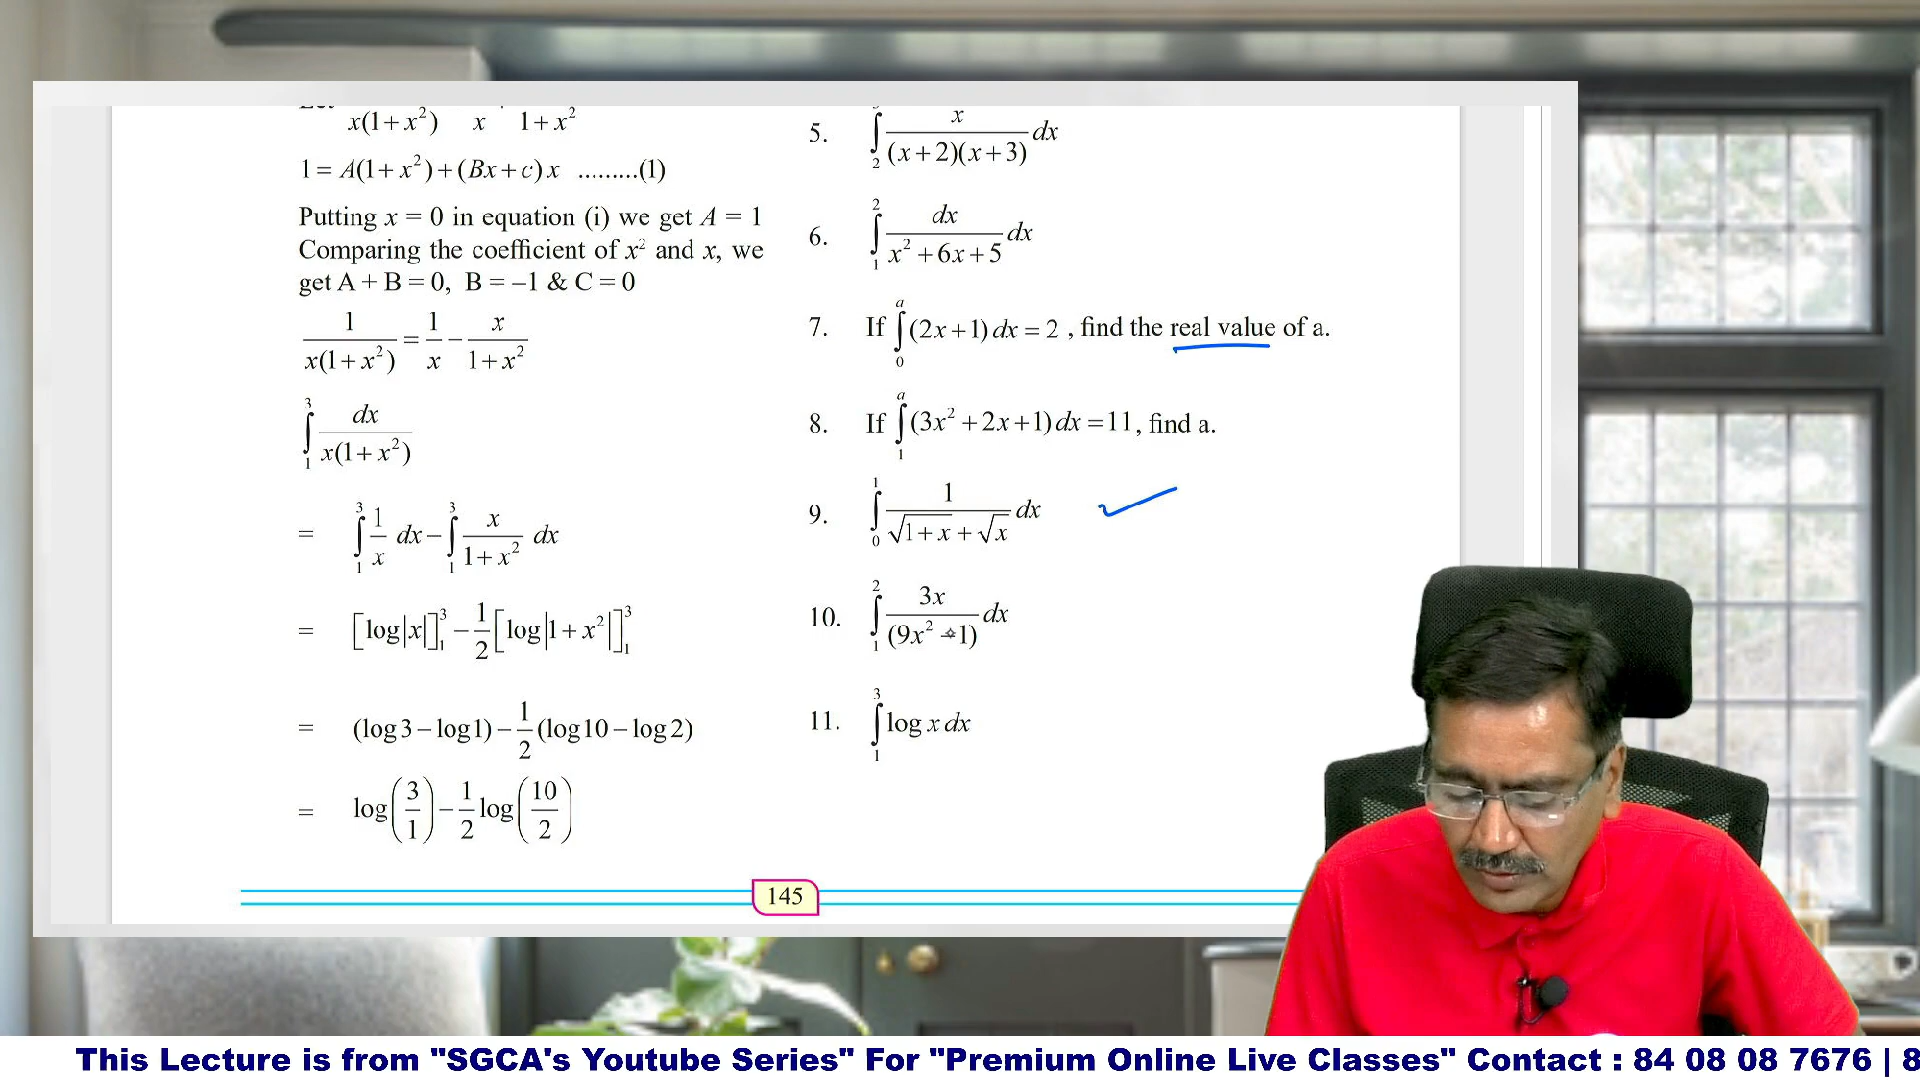 x(1+x²) x 1+x²
1 = A(1+x²)+(Bx+c)x .........(1)
Putting x = 0 in equation (i) we get A = 1
Comparing the coefficient of x² and x, we
get A + B = 0, B = –1 & C = 0
1/x(1+x²) = 1/x − x/(1+x²)
∫₁³ dx/x(1+x²)
= ∫₁³ 1/x dx − ∫₁³ x/(1+x²) dx
= [log|x|]₁³ − 1/2 [log|1+x²|]₁³
= (log3 – log1) − 1/2 (log10 – log2)
= log(3/1) − 1/2 log(10/2)
5. ∫₂ x/(x+2)(x+3) dx
6. ∫₁² dx/(x²+6x+5) dx
7. If ∫₀ᵃ (2x+1) dx = 2 , find the real value of a.
8. If ∫₁ᵃ (3x²+2x+1) dx = 11, find a.
9. ∫₀¹ 1/(√1+x + √x) dx
10. ∫₁² 3x/(9x² 1) dx
11. ∫₁³ log x dx
145
This Lecture is from "SGCA's Youtube Series" For "Premium Online Live Classes" Contact : 84 08 08 7676 | 8